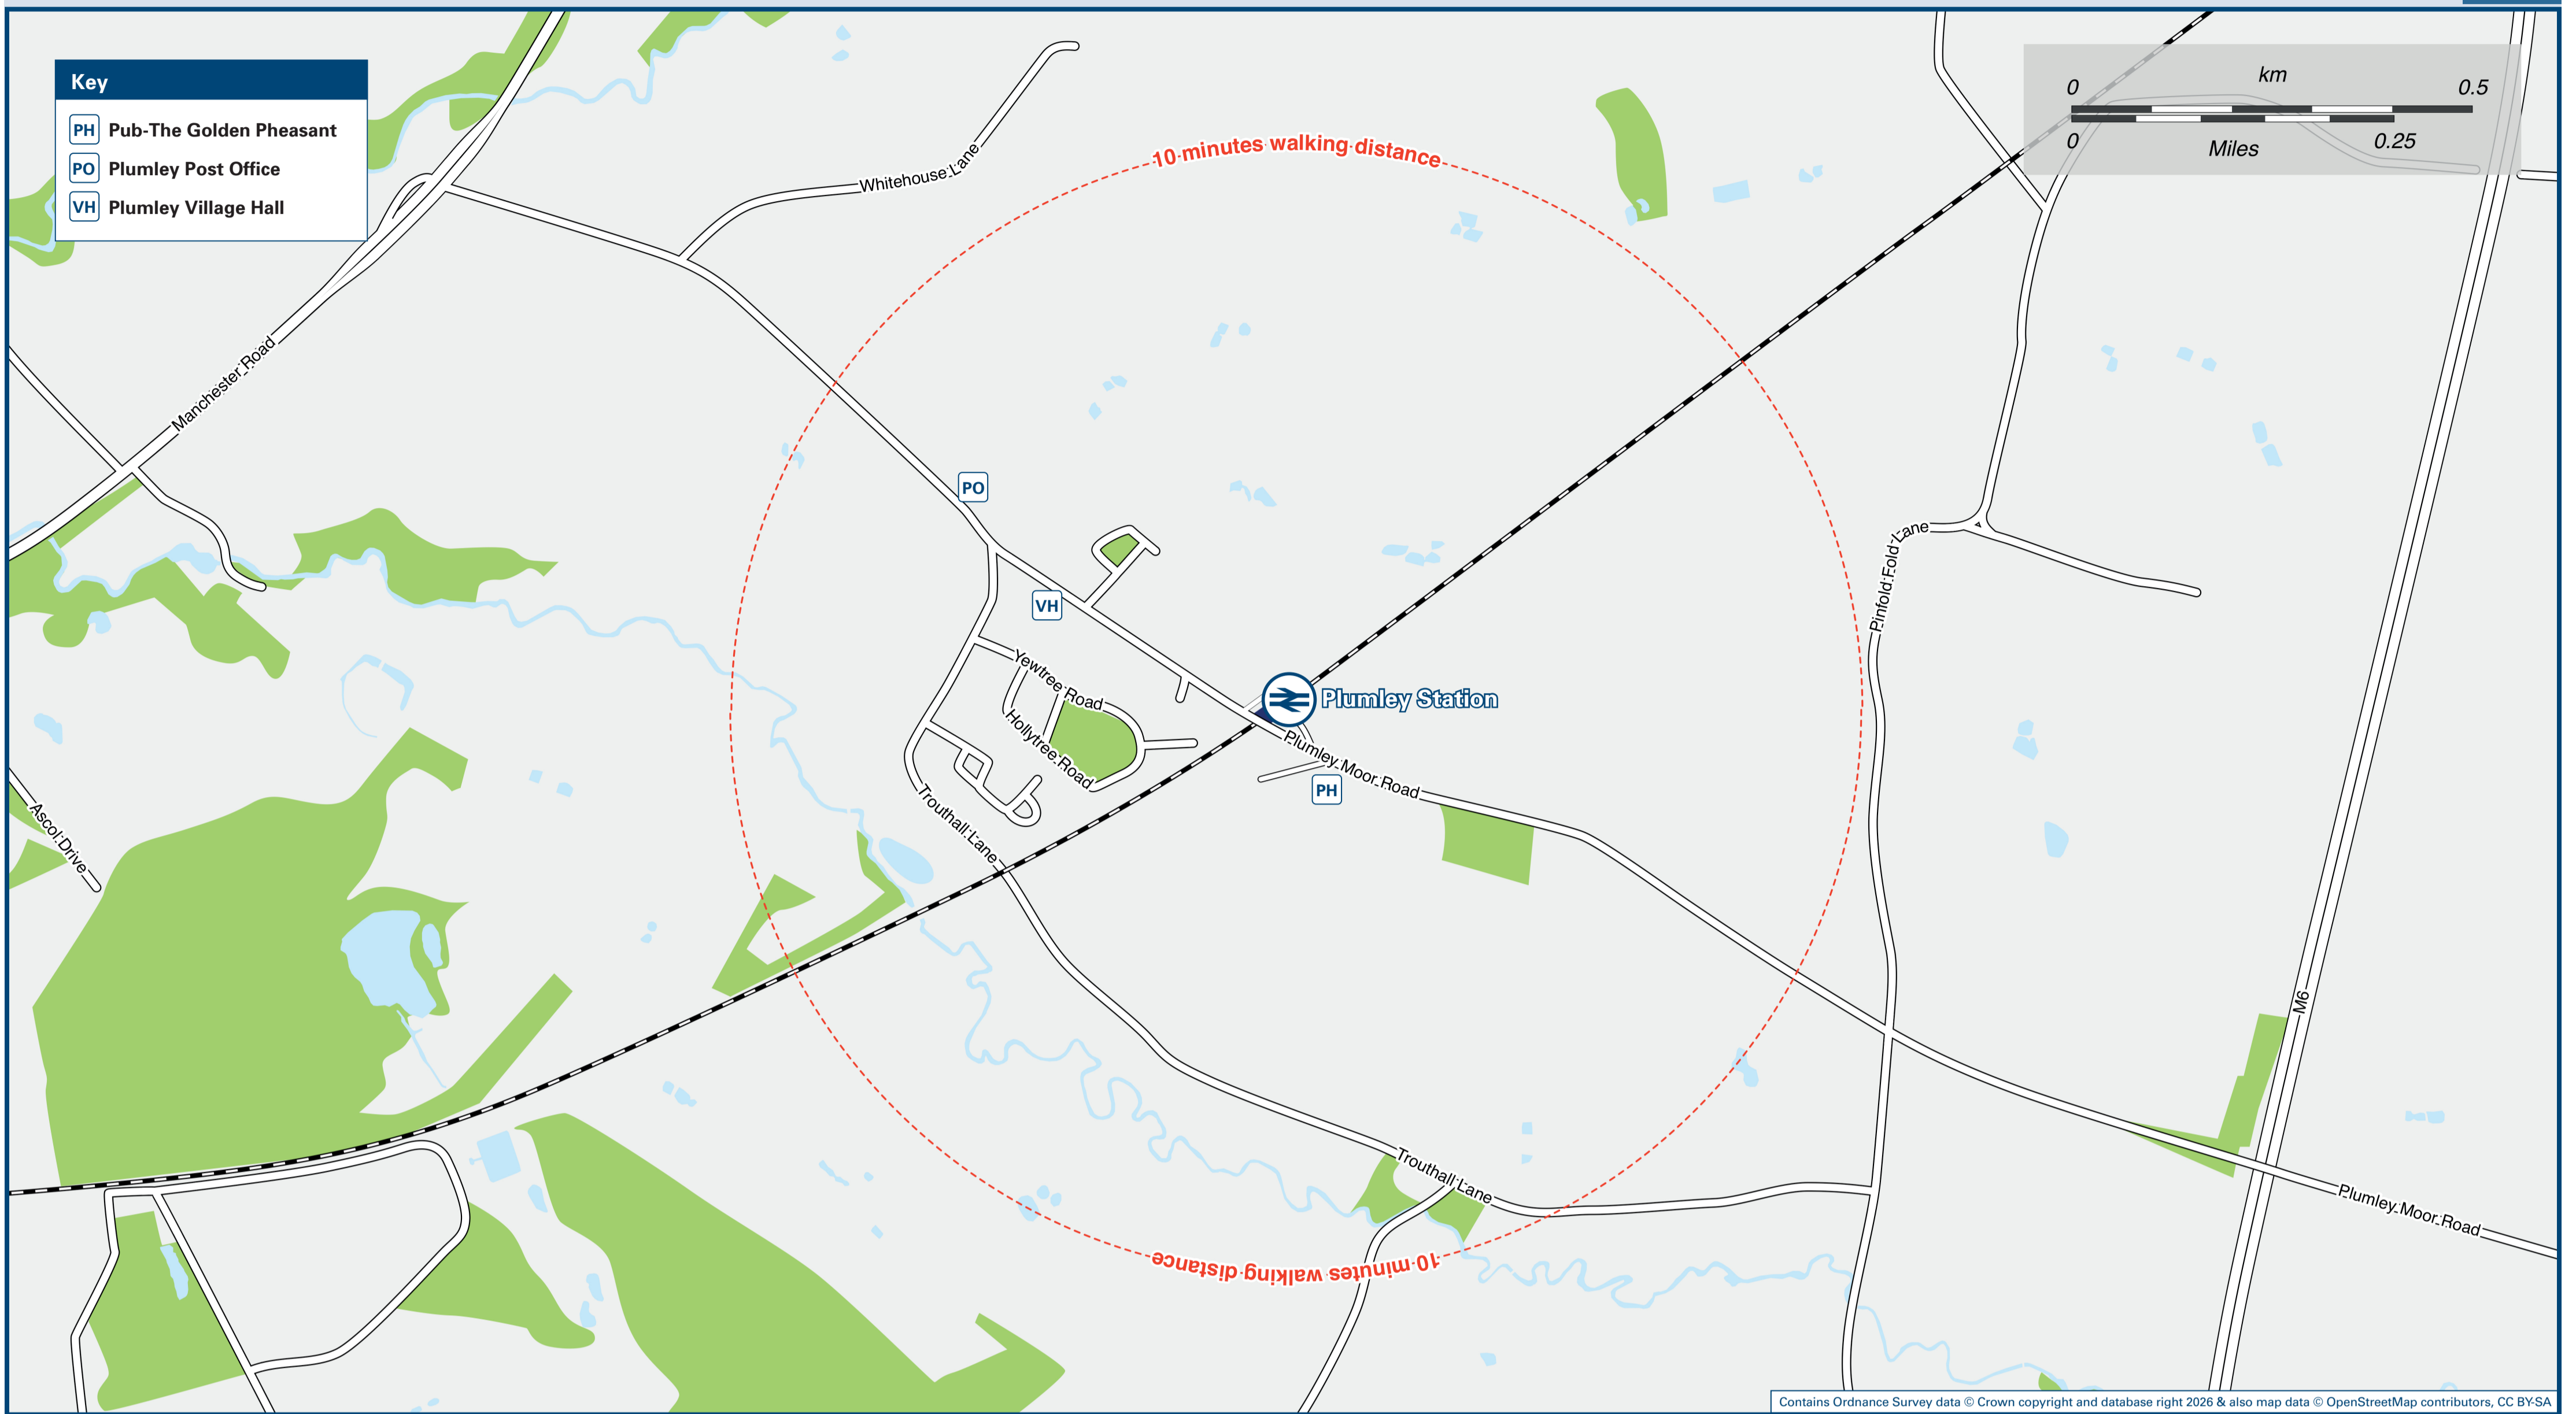 Key
PH Pub-The Golden Pheasant
PO Plumley Post Office
VH Plumley Village Hall
km
0 0.5
0 0.25
Miles
10 minutes walking distance
Whitehouse Lane
Manchester Road
PO
Pinfold Fold Lane
VH
Yewtree Road
Plumley Station
Hollytree Road
Plumley Moor Road
PH
Trouthall Lane
Ascol Drive
M6
Trouthall Lane
Plumley Moor Road
10 minutes walking distance
Contains Ordnance Survey data © Crown copyright and database right 2026 & also map data © OpenStreetMap contributors, CC BY-SA